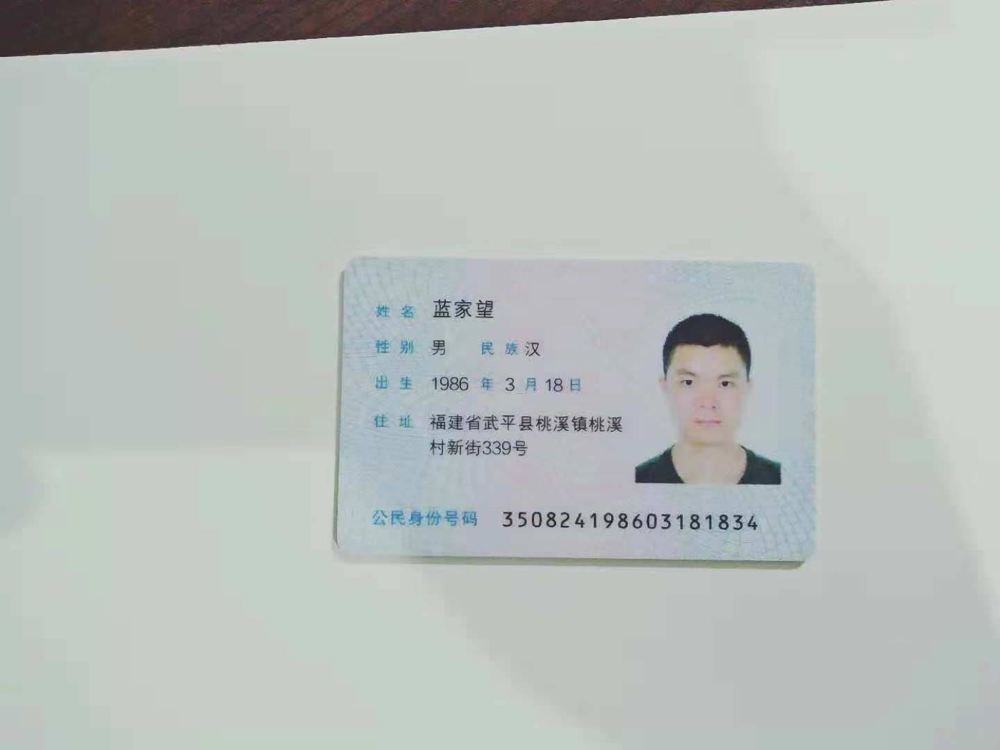 姓名 蓝家望
性别 男 民族 汉
出生 1986 年 3 月 18 日
住址 福建省武平县桃溪镇桃溪
村新街339号
公民身份号码 350824198603181834